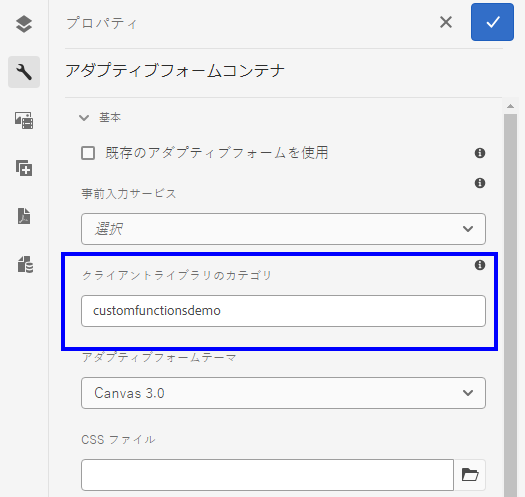 プロパティ
アダプティブフォームコンテナ
基本
既存のアダプティブフォームを使用
事前入力サービス
選択
クライアントライブラリのカテゴリ
customfunctionsdemo
アダプティブフォームテーマ
Canvas 3.0
CSS ファイル